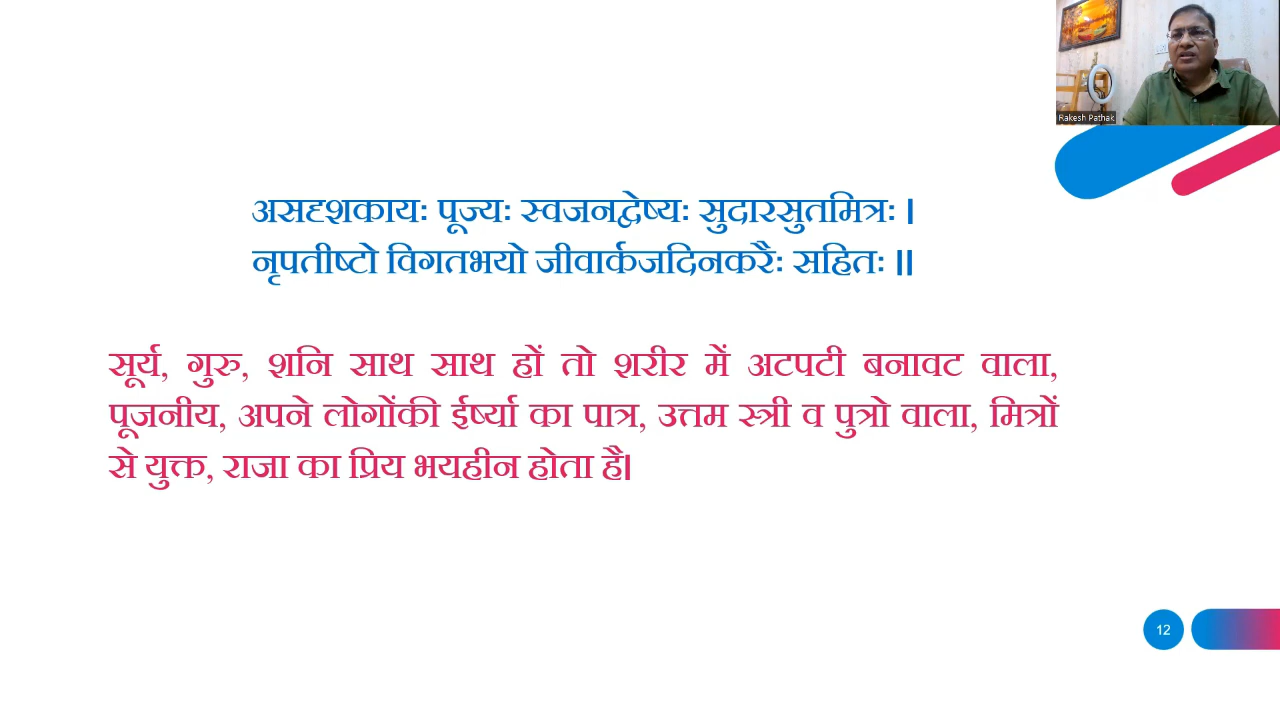 Rakesh Pathak
असदृशकायः पूज्यः स्वजनद्वेष्यः सुदारसुतमित्रः ।
नृपतीष्टो विगतभयो जीवार्कजदिनकरैः सहितः ॥
सूर्य, गुरु, शनि साथ साथ हों तो शरीर में अटपटी बनावट वाला,
पूजनीय, अपने लोगोंकी ईर्ष्या का पात्र, उत्तम स्त्री व पुत्रो वाला, मित्रों
से युक्त, राजा का प्रिय भयहीन होता है।
12